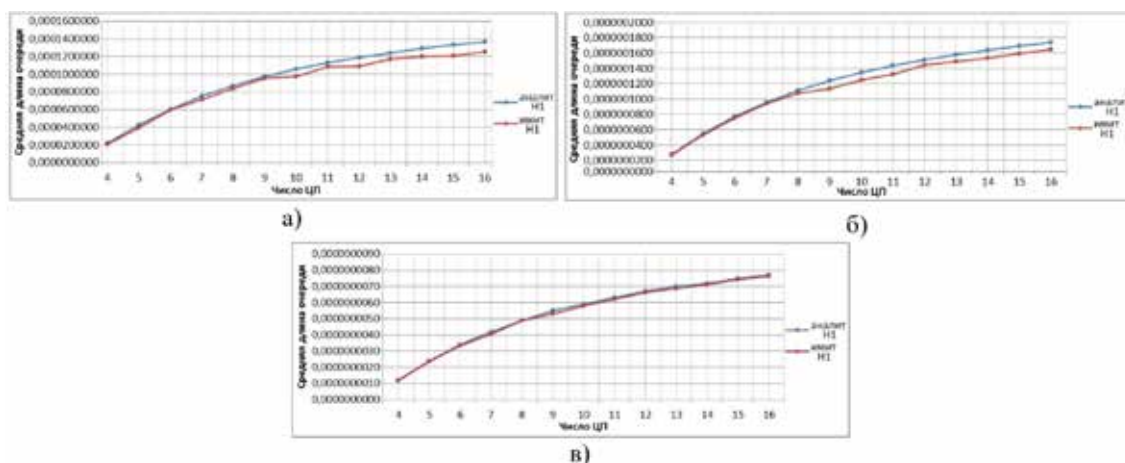 Средняя длина очереди
0,0001600000
0,0001400000
0,0001200000
0,0001000000
0,0000800000
0,0000600000
0,0000400000
0,0000200000
0,0000000000
4 5 6 7 8 9 10 11 12 13 14 15 16
Число ЦП
аналит
H1
имит
H1
а)
Средняя длина очереди
0,0000002000
0,0000001800
0,0000001600
0,0000001400
0,0000001200
0,0000001000
0,0000000800
0,0000000600
0,0000000400
0,0000000200
0,0000000000
4 5 6 7 8 9 10 11 12 13 14 15 16
Число ЦП
аналит
H1
имит
H1
б)
Средняя длина очереди
0,0000000090
0,0000000080
0,0000000070
0,0000000060
0,0000000050
0,0000000040
0,0000000030
0,0000000020
0,0000000010
0,0000000000
4 5 6 7 8 9 10 11 12 13 14 15 16
Число ЦП
аналит
H1
имит
H1
в)